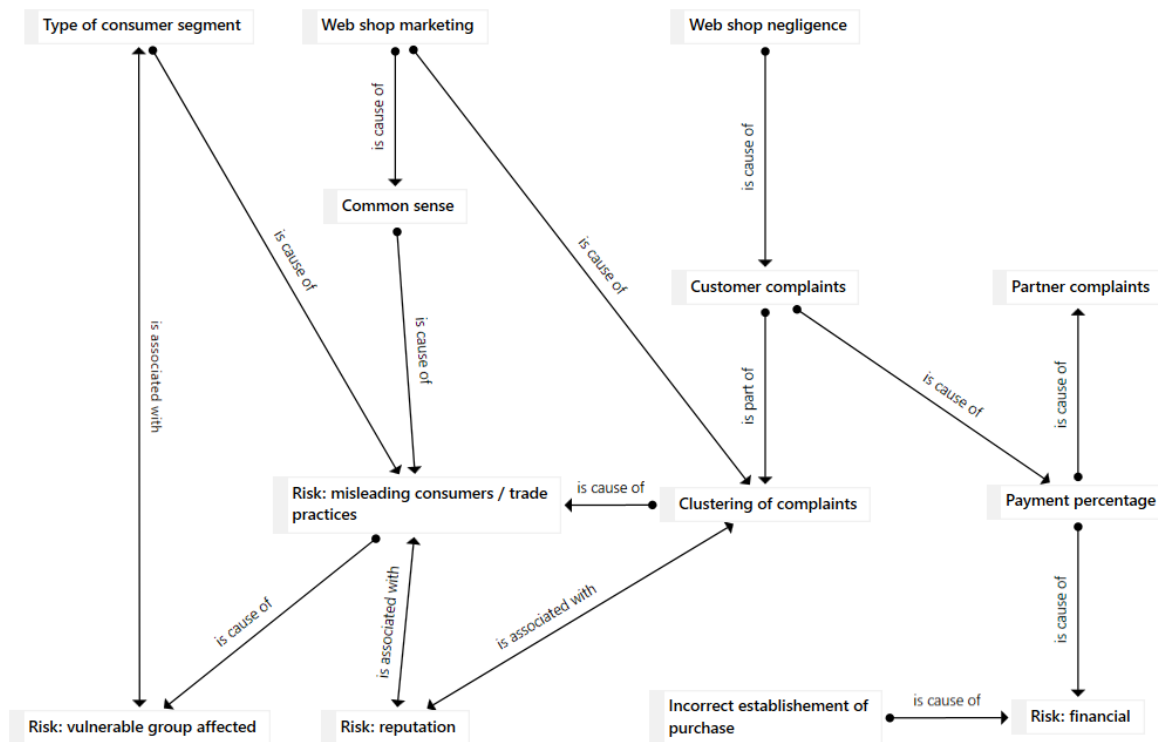 Type of consumer segment
Web shop marketing
Web shop negligence
is cause of
is cause of
Common sense
is cause of
is cause of
Customer complaints
Partner complaints
is associated with
is cause of
is part of
is cause of
is cause of
Risk: misleading consumers / trade
practices
is cause of
Clustering of complaints
Payment percentage
is cause of
is associated with
is associated with
is cause of
Risk: vulnerable group affected
Risk: reputation
Incorrect establishement of
purchase
is cause of
Risk: financial